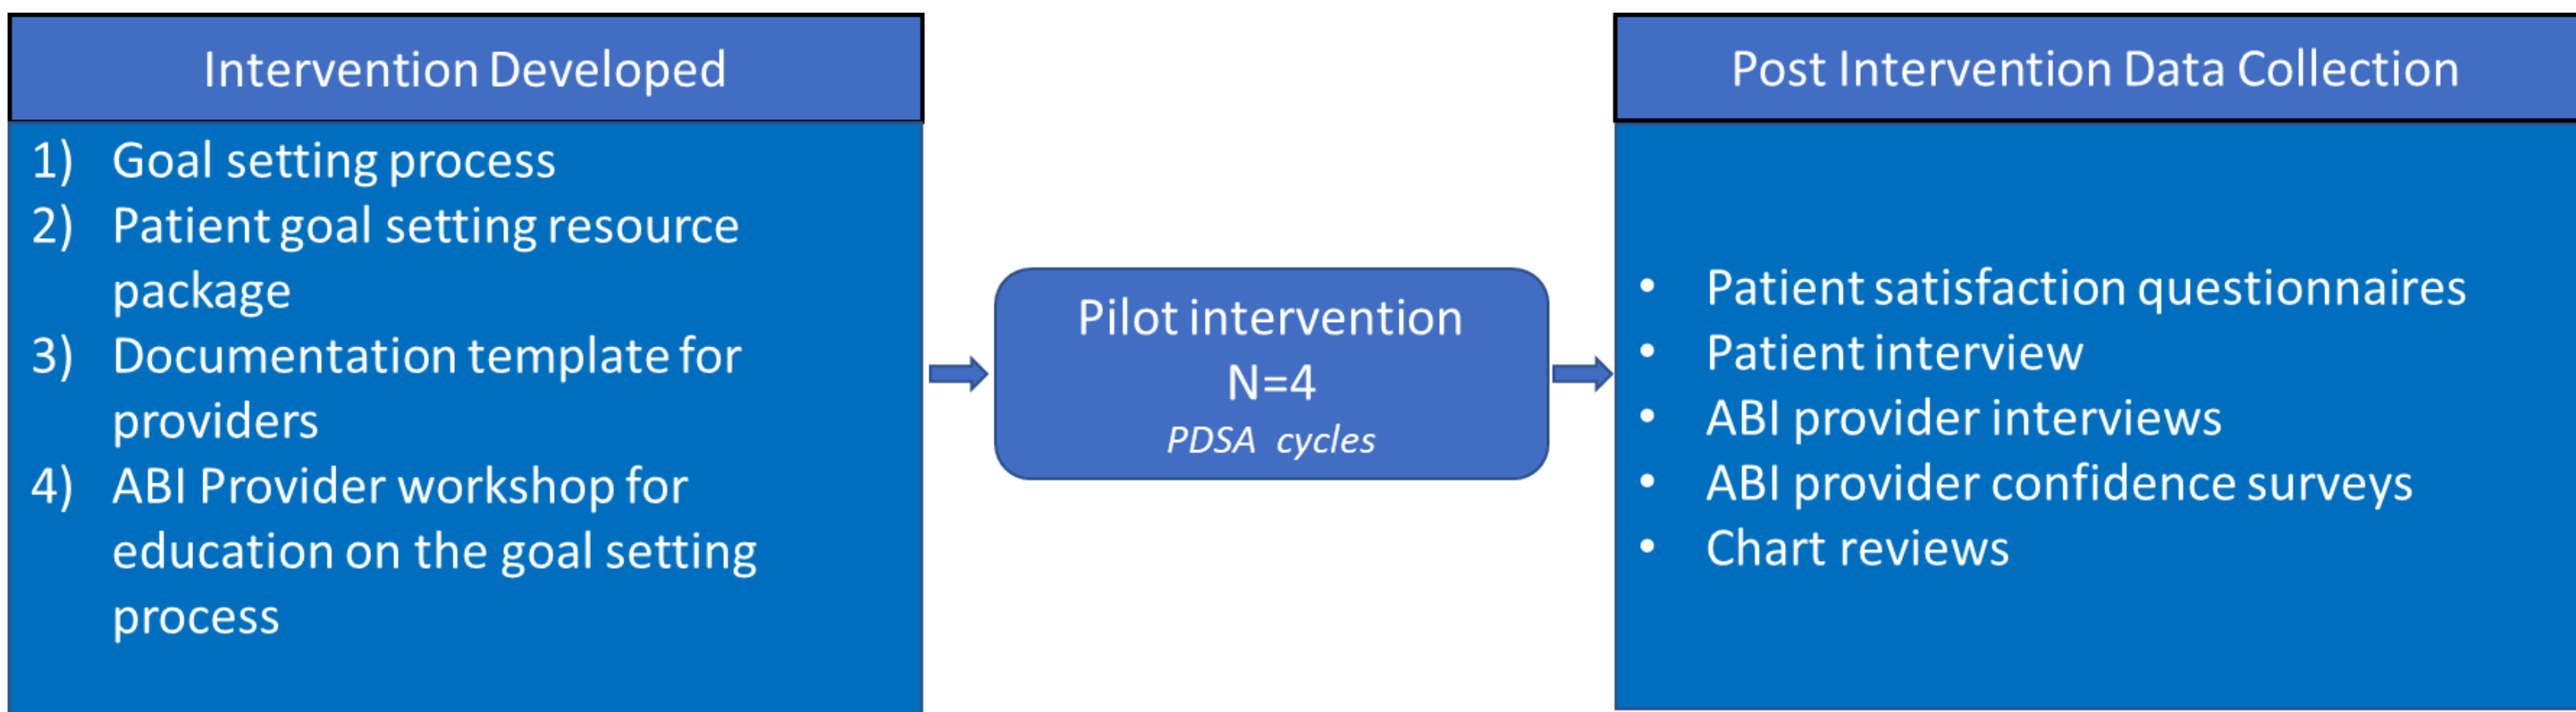 Intervention Developed
1) Goal setting process
2) Patient goal setting resource
package
3) Documentation template for
providers
4) ABI Provider workshop for
education on the goal setting
process
Pilot intervention
N=4
PDSA cycles
Post Intervention Data Collection
• Patient satisfaction questionnaires
• Patient interview
• ABI provider interviews
• ABI provider confidence surveys
• Chart reviews